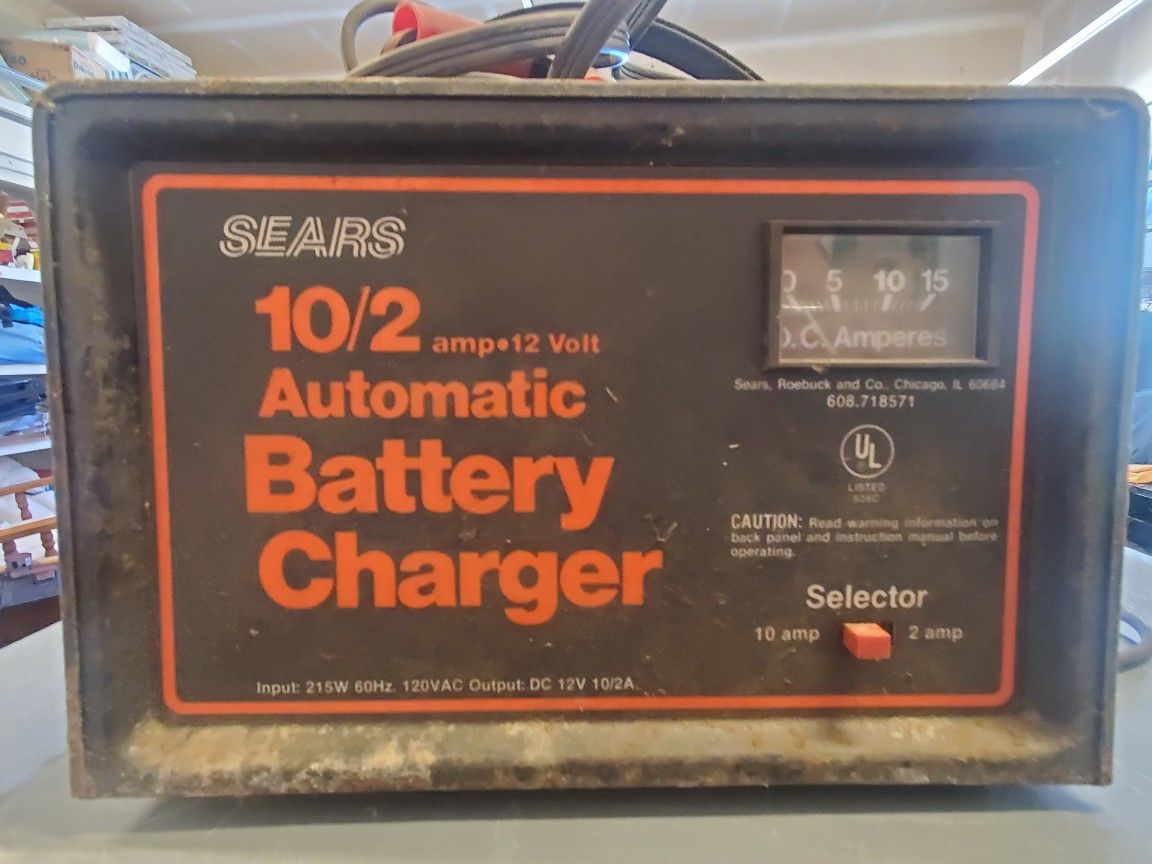 SEARS
10/2 amp•12 Volt
Automatic
Battery
Charger
0 5 10 15
D.C. Amperes
Sears, Roebuck and Co., Chicago, IL 60684
608.718571
UL
LISTED
CAUTION: Read warning information on
back panel and instruction manual before
operating.
Selector
10 amp 2 amp
Input: 215W 60Hz. 120VAC Output: DC 12V 10/2A.